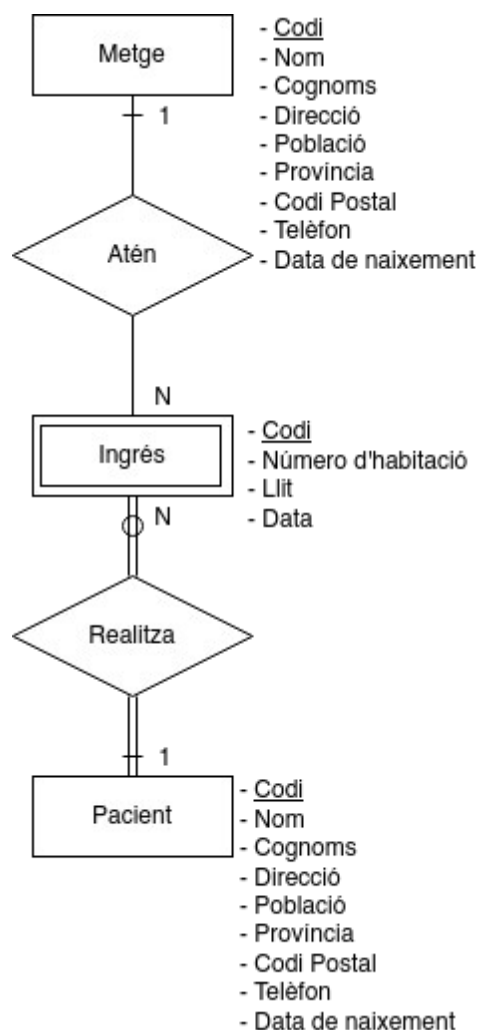 Metge
- Codi
- Nom
- Cognoms
- Direcció
- Població
- Província
- Codi Postal
- Telèfon
- Data de naixement
1
Atén
N
Ingrés
- Codi
- Número d'habitació
- Llit
- Data
N
Realitza
1
Pacient
- Codi
- Nom
- Cognoms
- Direcció
- Població
- Província
- Codi Postal
- Telèfon
- Data de naixement